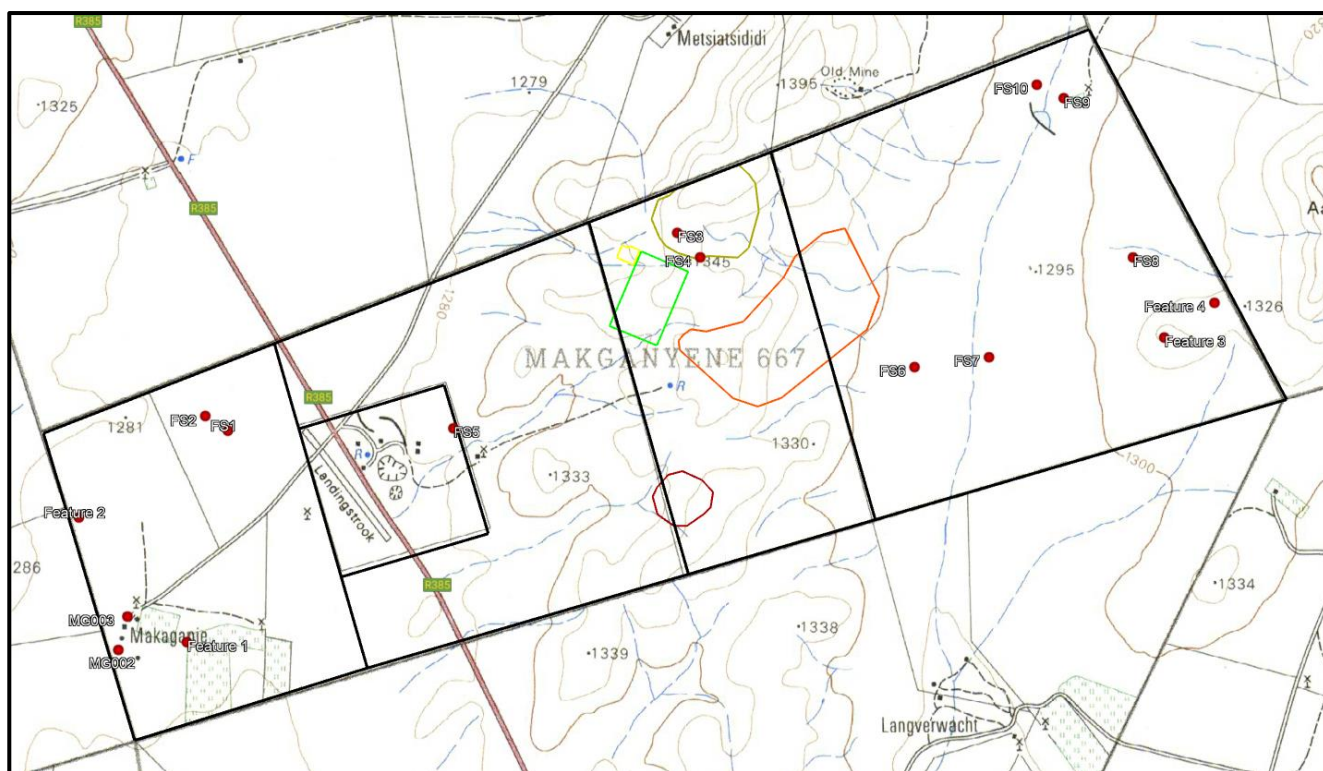 R385
Metsiatsididi
1320
1279
1325
Old Mine
1395
FS10
FS9
F
R385
Aa
FS3
FS4
1345
FS8
1295
1280
Feature 4
1326
Feature 3
MAKGANYENE 667
FS7
FS6
R
R385
FS2
FS1
1281
FS5
1330
R
1300
1333
Landingstrook
Feature 2
286
R385
1334
MG003
Makaganie
Feature 1
MG002
1338
1339
Langverwacht